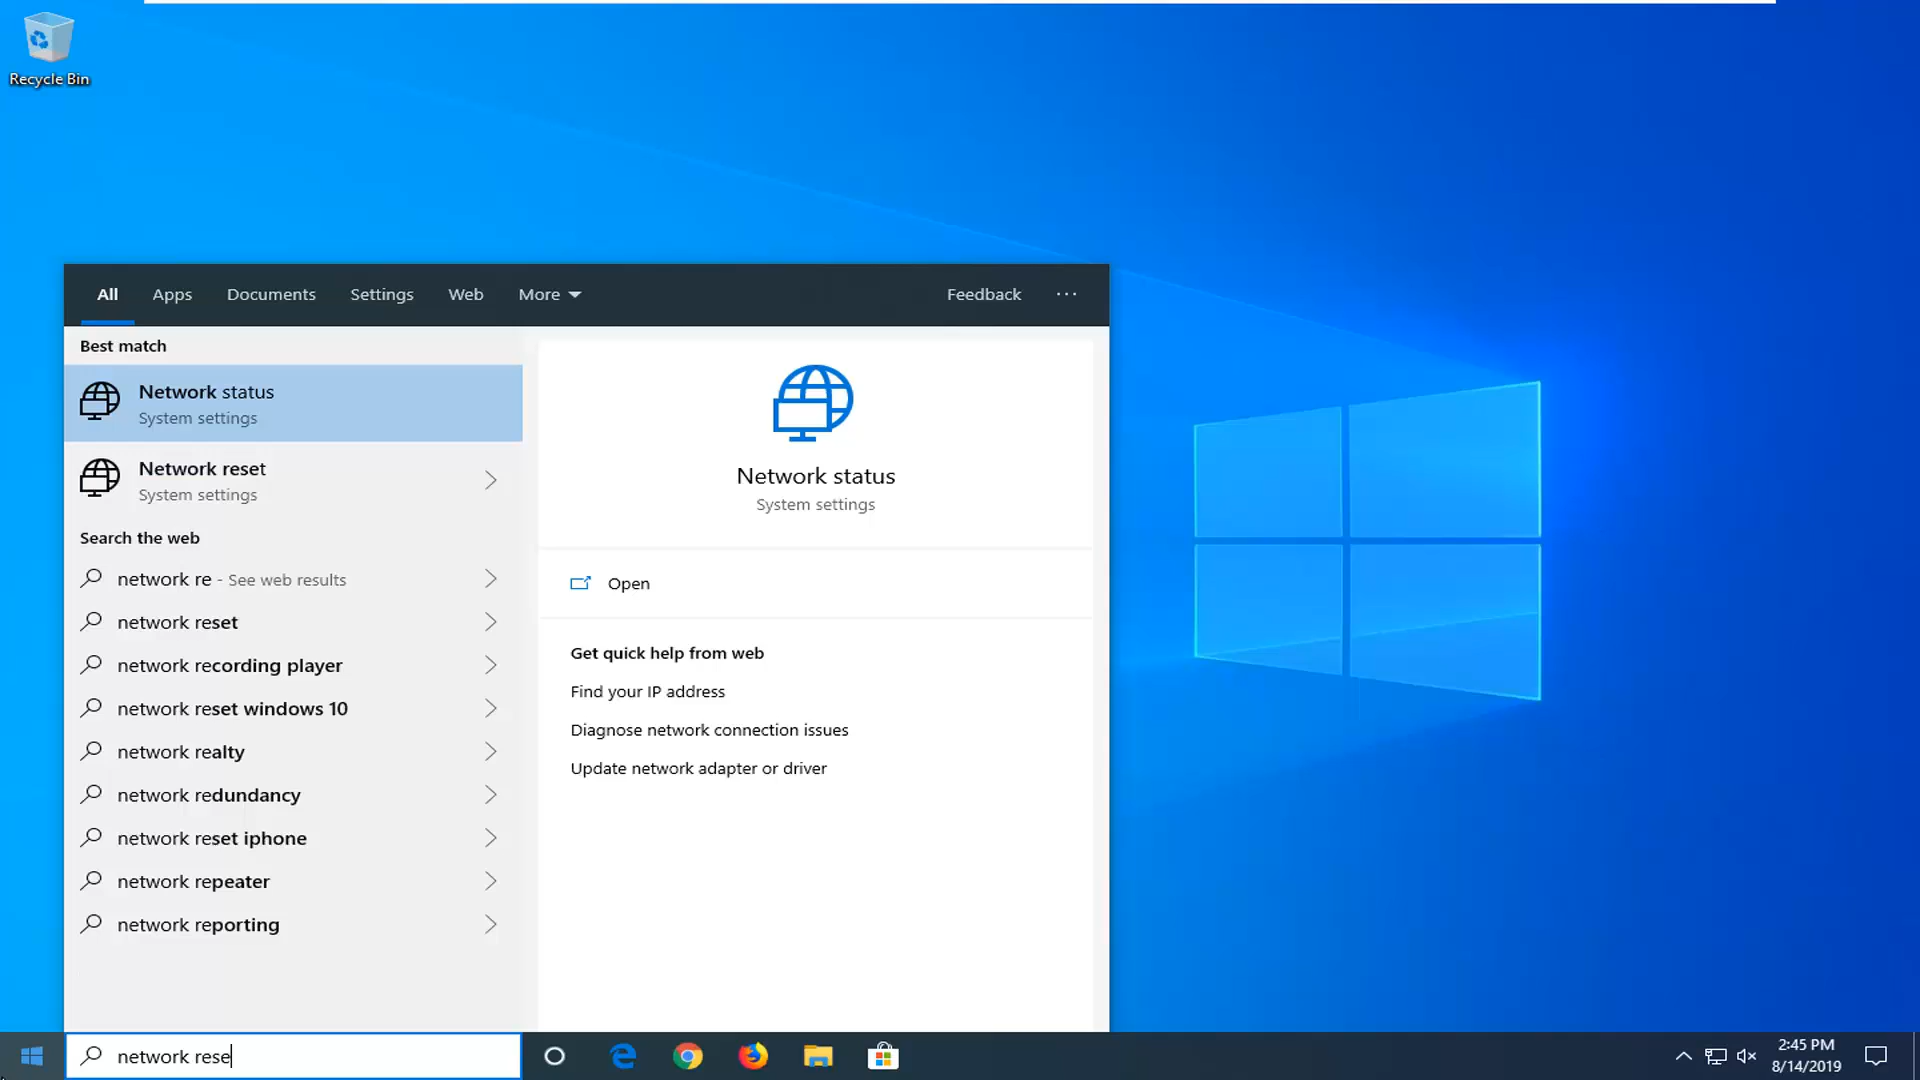 Recycle Bin
All Apps Documents Settings Web More Feedback ...
Best match
Network status
System settings
Network reset
System settings
Search the web
network re - See web results
network reset
network recording player
network reset windows 10
network realty
network redundancy
network reset iphone
network repeater
network reporting
Network status
System settings
Open
Get quick help from web
Find your IP address
Diagnose network connection issues
Update network adapter or driver
network rese
2:45 PM
8/14/2019